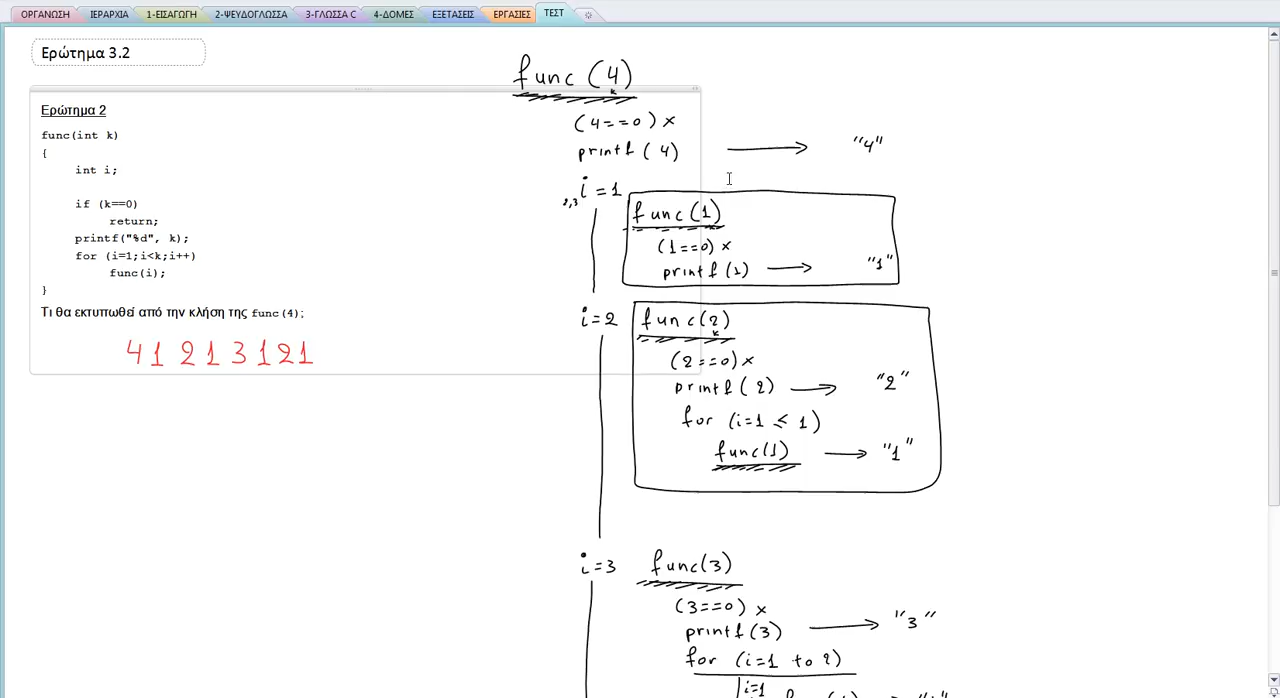 ΟΡΓΑΝΩΣΗ ΙΕΡΑΡΧΙΑ 1-ΕΙΣΑΓΩΓΗ 2-ΨΕΥΔΟΓΛΩΣΣΑ 3-ΓΛΩΣΣΑ C 4-ΔΟΜΕΣ ΕΞΕΤΑΣΕΙΣ ΕΡΓΑΣΙΕΣ ΤΕΣΤ
Ερώτημα 3.2
Ερώτημα 2
func(int k)
{
int i;
if (k==0)
return;
printf("%d", k);
for (i=1;i<k;i++)
func(i);
}
Τι θα εκτυπωθεί από την κλήση της func(4);
4 1 2 1 3 1 2 1
func (4)
k
(4==0) x
printf (4) → "4"
2,3 i=1
func(1)
(1==0) x
printf(1) → "1"
i=2 func(2)
k
(2==0) x
printf(2) → "2"
for (i=1 ≤ 1)
func(1) → "1"
i=3 func(3)
(3==0) x
printf(3) → "3"
for (i=1 to 2)
i=1